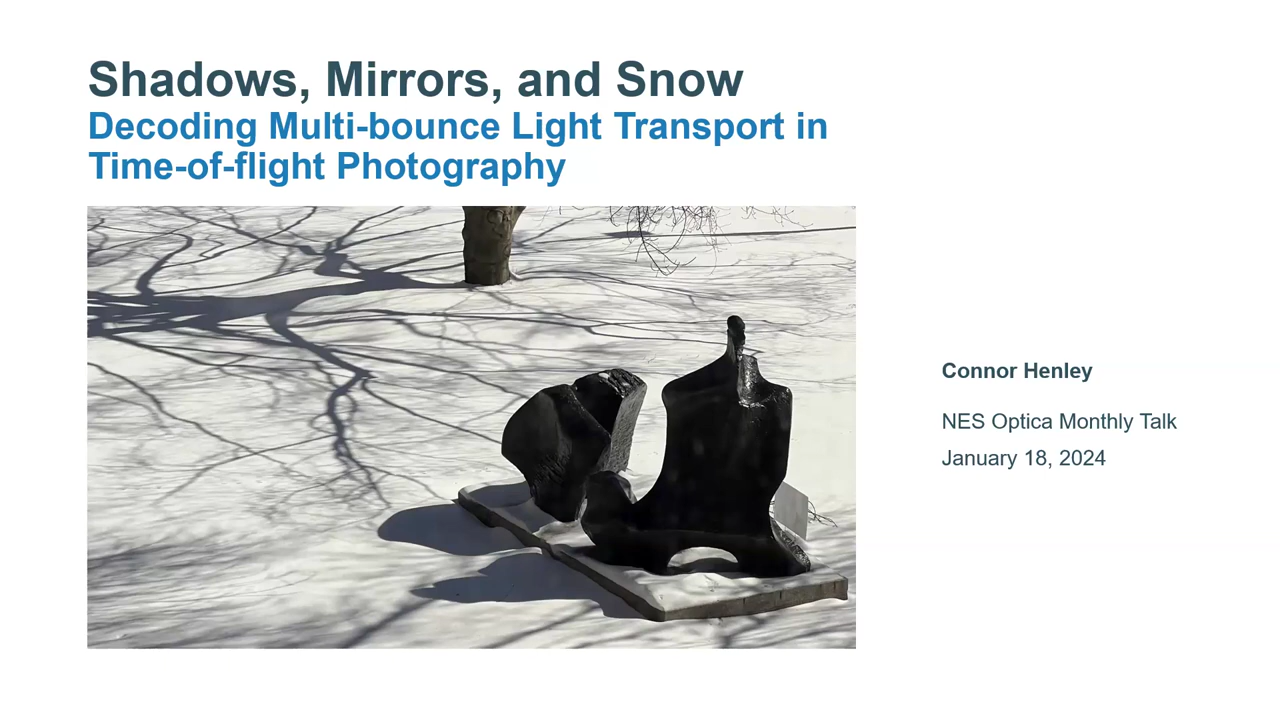 Shadows, Mirrors, and Snow
Decoding Multi-bounce Light Transport in
Time-of-flight Photography
Connor Henley
NES Optica Monthly Talk
January 18, 2024